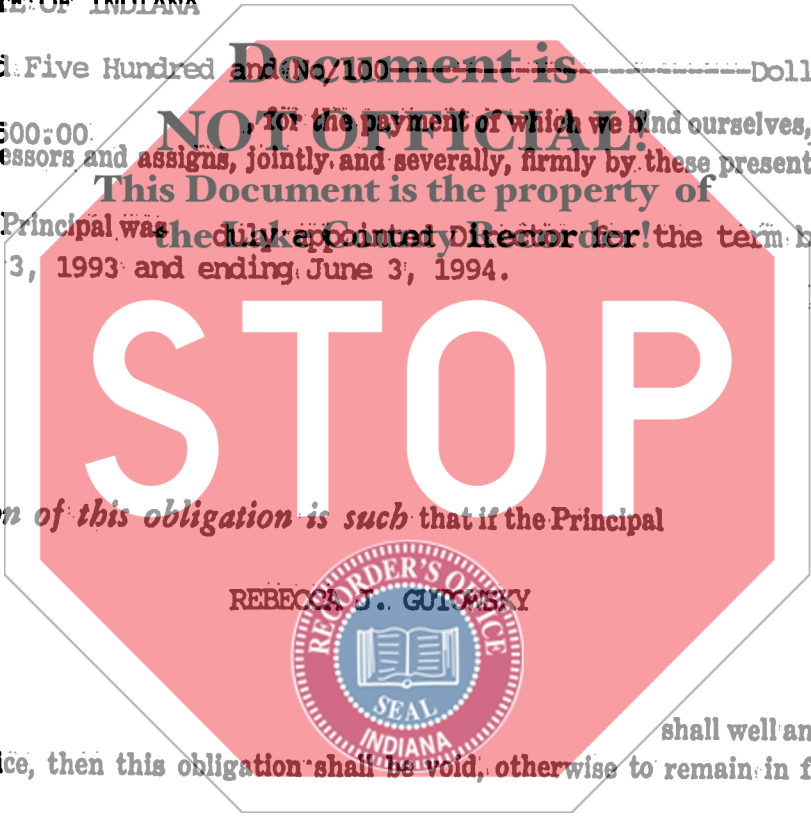 TE OF INDIANA
Document is
d Five Hundred and No/100 Doll
NOT OFFICIAL!
, for the payment of which we bind ourselves,
500:00.
essors and assigns, jointly and severally, firmly by these present
This Document is the property of
Principal was duly appointed Director for the term b
the Lake County Recorder!
3, 1993 and ending June 3, 1994.
STOP
n of this obligation is such that if the Principal
REBECCA J. GUTOWSKY
RECORDER'S OFFICE
SEAL
INDIANA
shall well an
ice, then this obligation shall be void, otherwise to remain in f